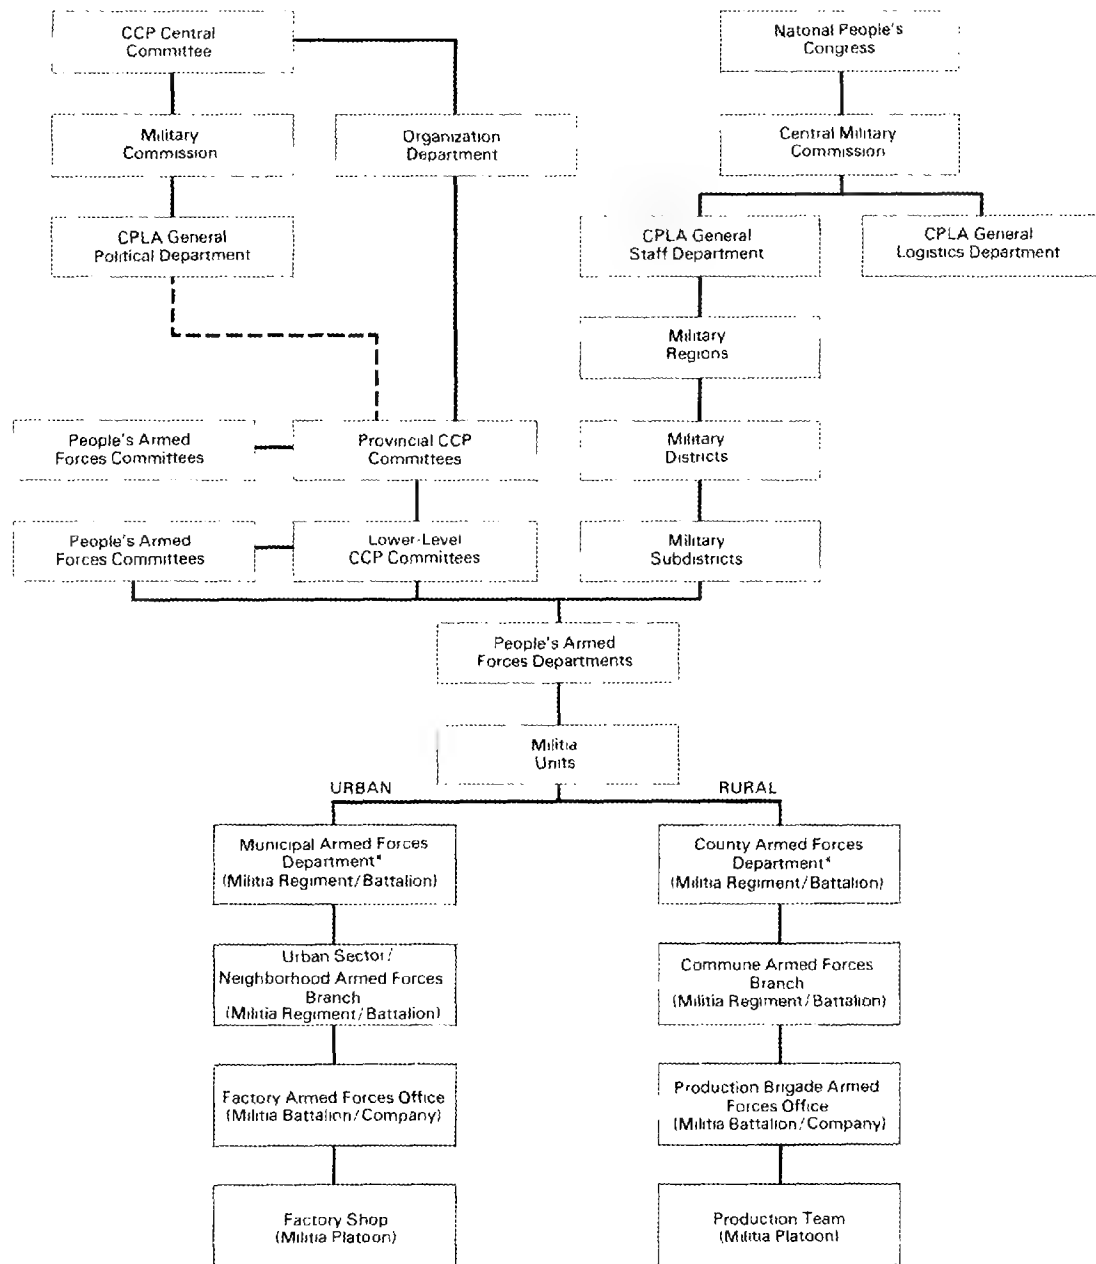 CCP Central
Committee
Natonal People's
Congress
Military
Commission
Organization
Department
Central Military
Commission
CPLA General
Political Department
CPLA General
Staff Department
CPLA General
Logistics Department
Military
Regions
People's Armed
Forces Committees
Provincial CCP
Committees
Military
Districts
People's Armed
Forces Committees
Lower-Level
CCP Committees
Military
Subdistricts
People's Armed
Forces Departments
Militia
Units
URBAN
RURAL
Municipal Armed Forces
Department*
(Militia Regiment/Battalion)
County Armed Forces
Department*
(Militia Regiment/Battalion)
Urban Sector/
Neighborhood Armed Forces
Branch
(Militia Regiment/Battalion)
Commune Armed Forces
Branch
(Militia Regiment/Battalion)
Factory Armed Forces Office
(Militia Battalion/Company)
Production Brigade Armed
Forces Office
(Militia Battalion/Company)
Factory Shop
(Militia Platoon)
Production Team
(Militia Platoon)